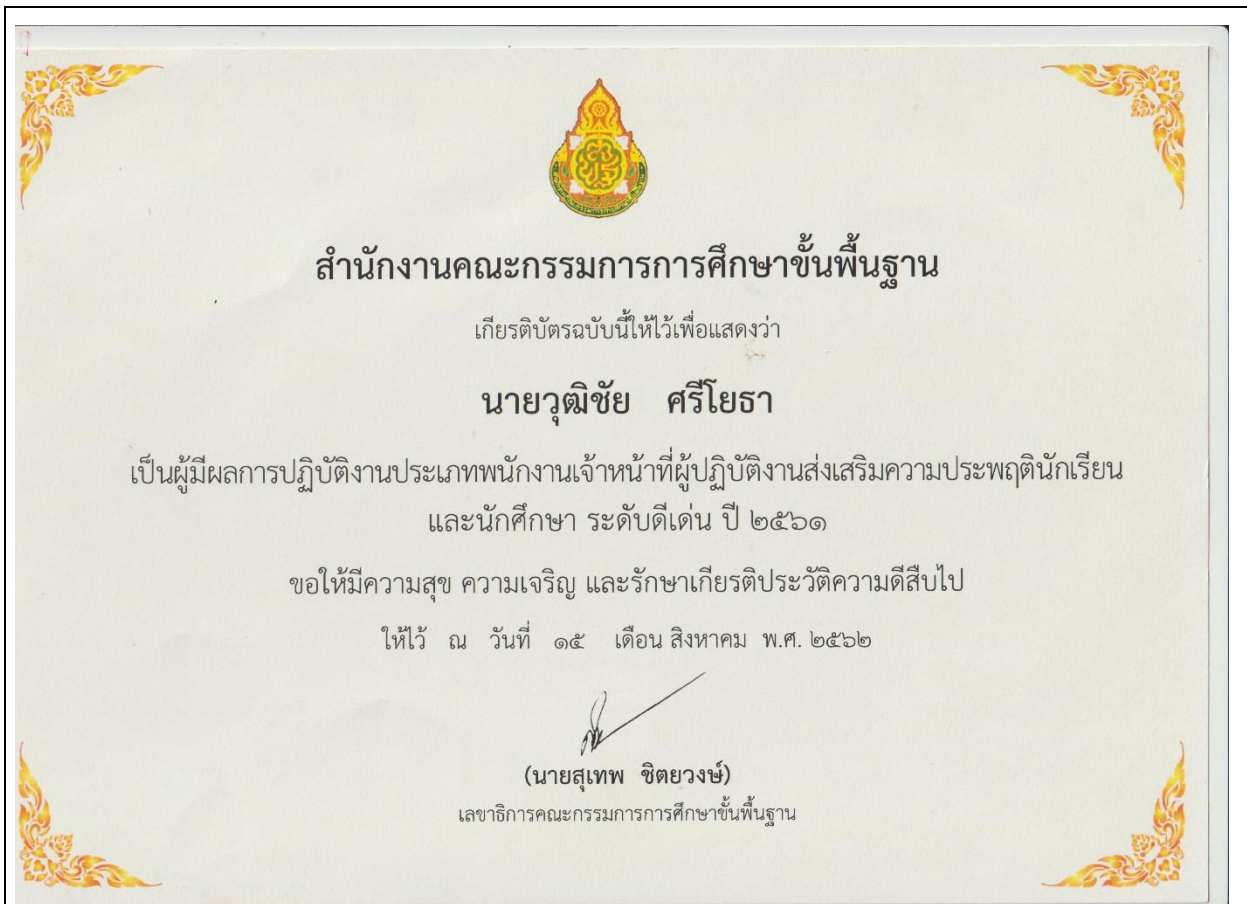 สำนักงานคณะกรรมการการศึกษาขั้นพื้นฐาน
เกียรติบัตรฉบับนี้ให้ไว้เพื่อแสดงว่า
นายวุฒิชัย ศรีโยธา
เป็นผู้มีผลการปฏิบัติงานประเภทพนักงานเจ้าหน้าที่ผู้ปฏิบัติงานส่งเสริมความประพฤตินักเรียน
และนักศึกษา ระดับดีเด่น ปี ๒๕๖๑
ขอให้มีความสุข ความเจริญ และรักษาเกียรติประวัติความดีสืบไป
ให้ไว้ ณ วันที่ ๑๕ เดือน สิงหาคม พ.ศ. ๒๕๖๒
(นายสุเทพ ชิตยวงษ์)
เลขาธิการคณะกรรมการการศึกษาขั้นพื้นฐาน